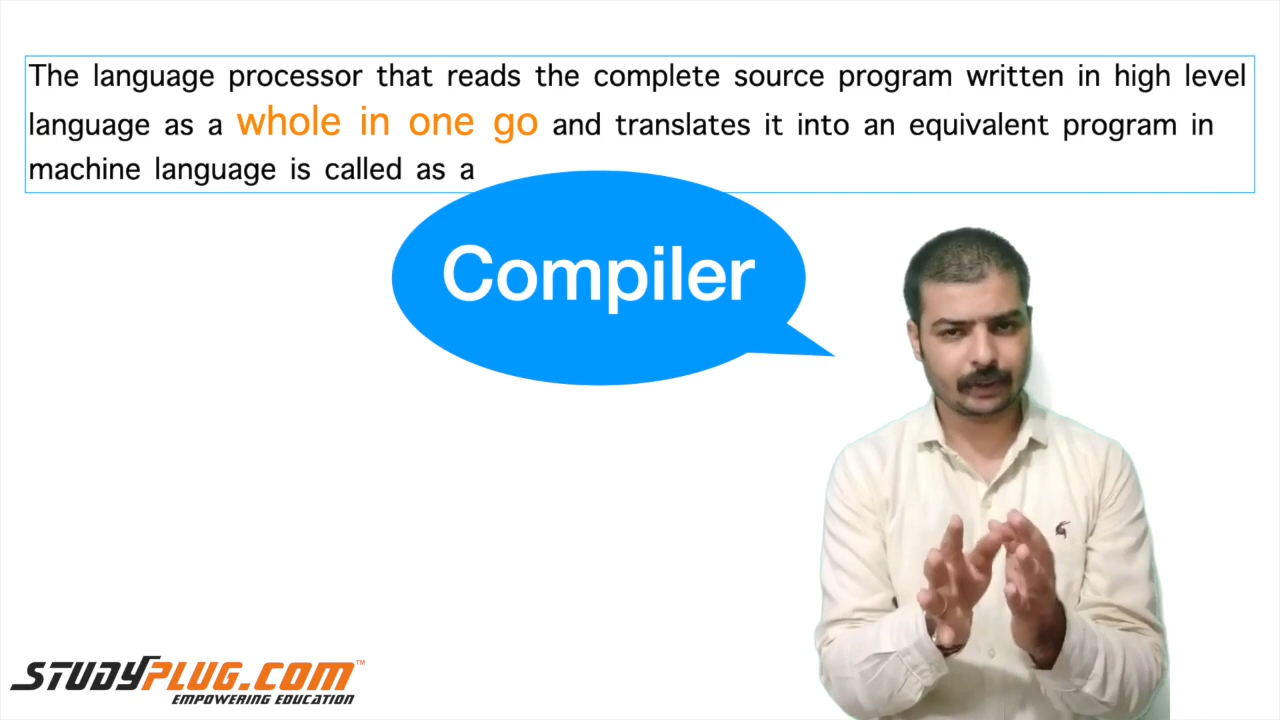 The language processor that reads the complete source program written in high level
language as a whole in one go and translates it into an equivalent program in
machine language is called as a
Compiler
STUDYPLUG.COM™
EMPOWERING EDUCATION